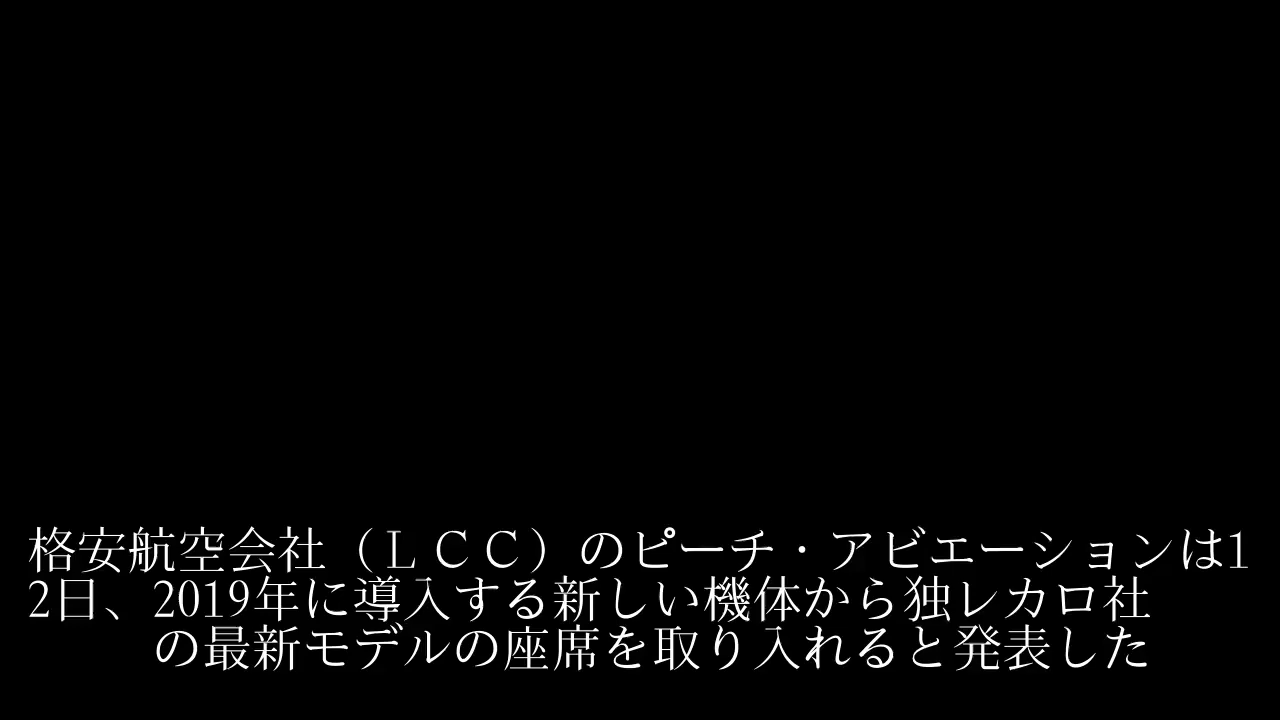 格安航空会社（ＬＣＣ）のピーチ・アビエーションは1
2日、2019年に導入する新しい機体から独レカロ社
の最新モデルの座席を取り入れると発表した